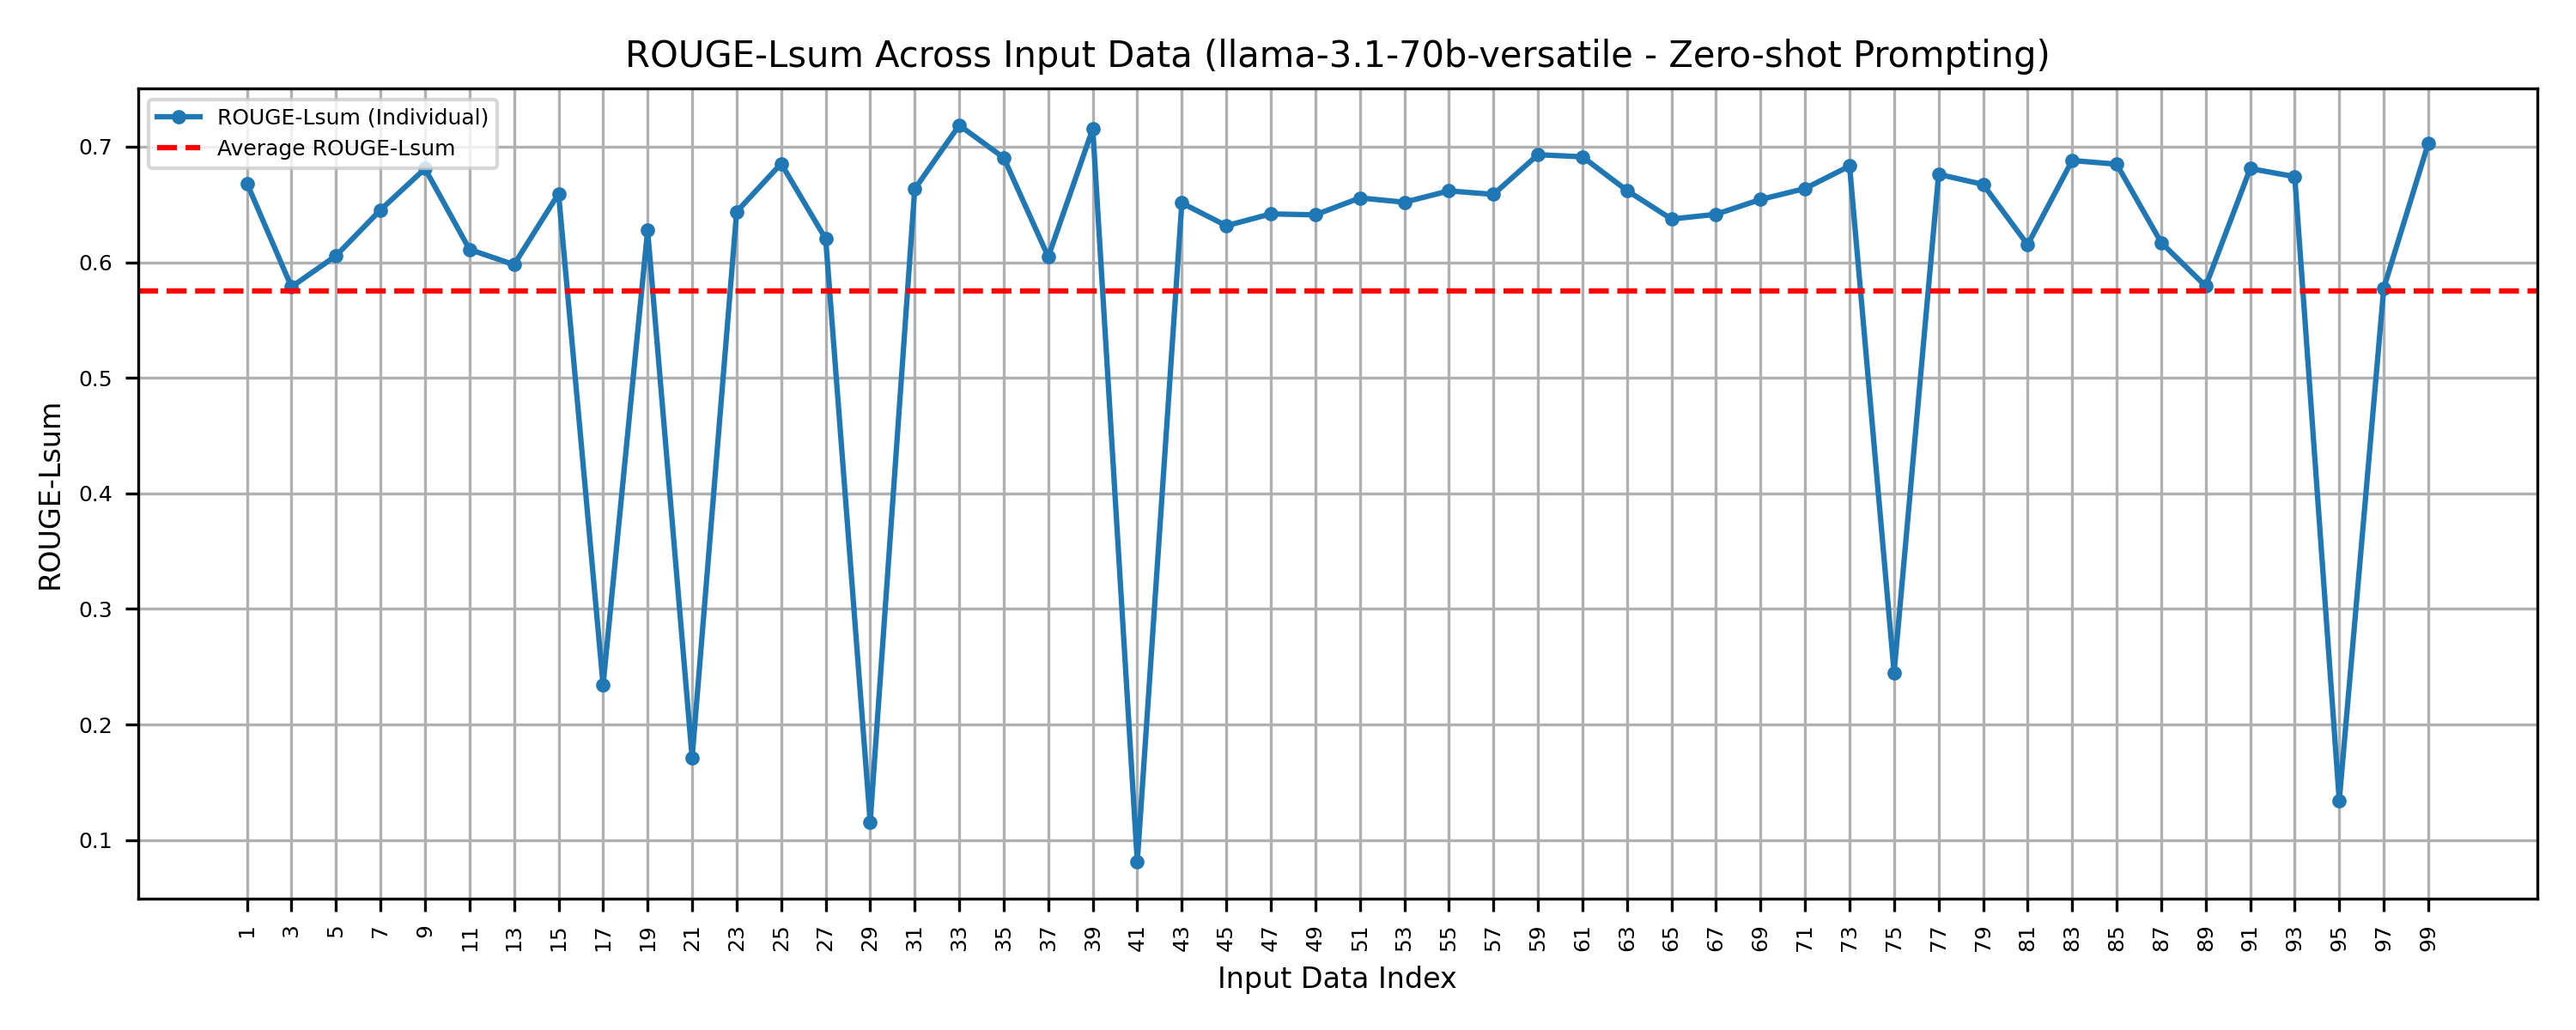 ROUGE-Lsum Across Input Data (llama-3.1-70b-versatile - Zero-shot Prompting)
ROUGE-Lsum (Individual)
Average ROUGE-Lsum
0.7
0.6
0.5
0.4
0.3
0.2
0.1
ROUGE-Lsum
1 3 5 7 9 11 13 15 17 19 21 23 25 27 29 31 33 35 37 39 41 43 45 47 49 51 53 55 57 59 61 63 65 67 69 71 73 75 77 79 81 83 85 87 89 91 93 95 97 99
Input Data Index